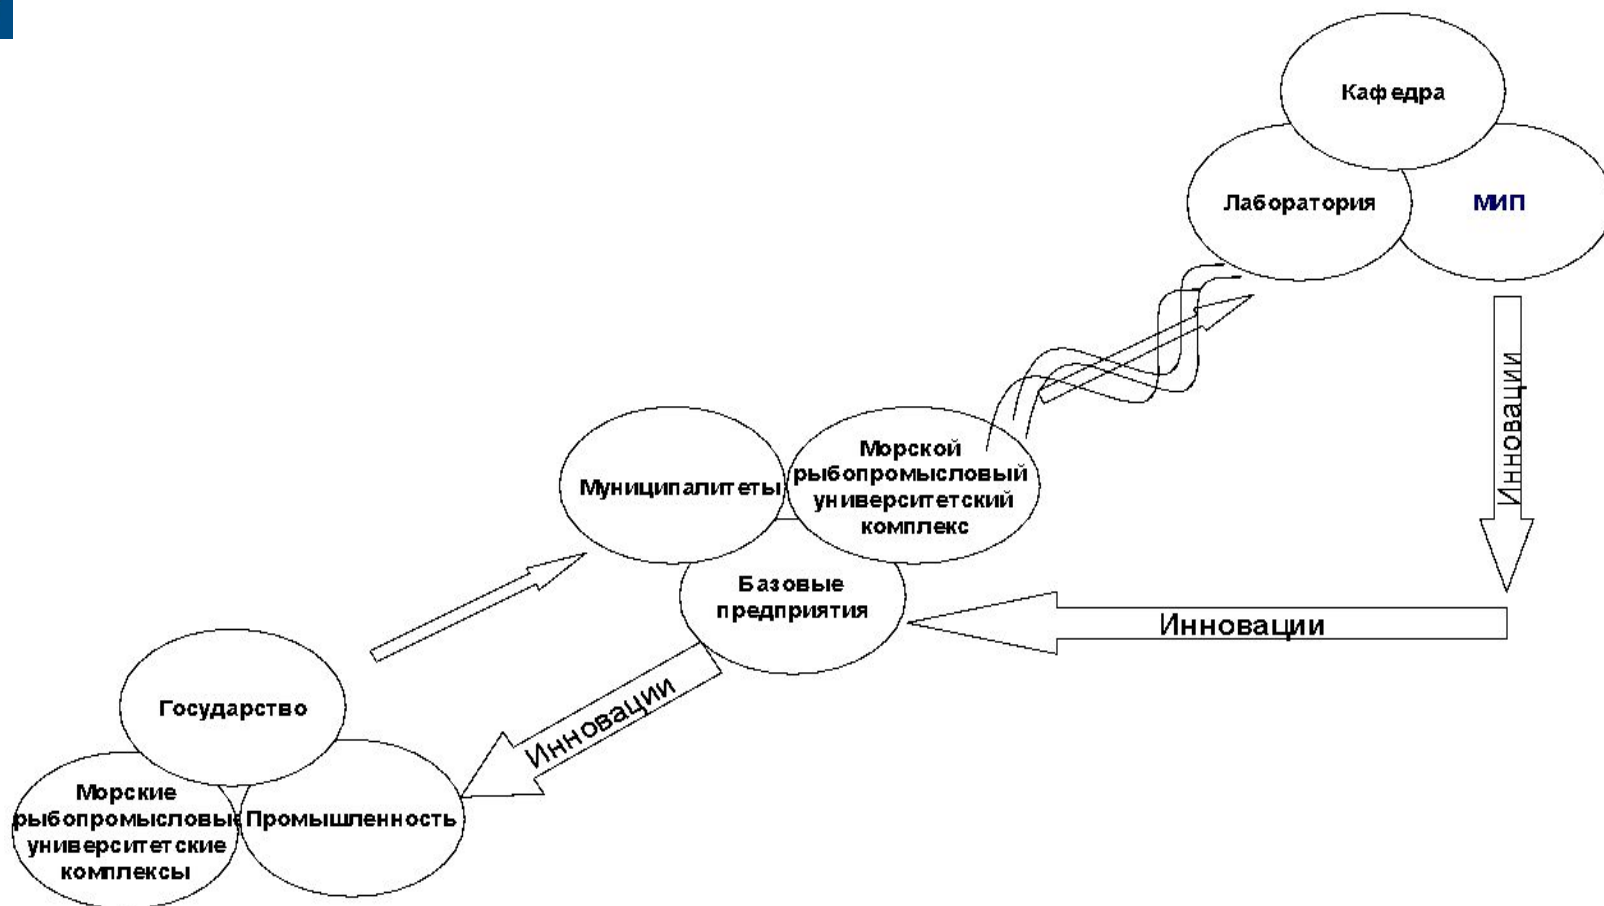 Кафедра
Лаборатория
МИП
Инновации
Муниципалитеты
Морской
рыбопромысловый
университетский
комплекс
Базовые
предприятия
Инновации
Инновации
Государство
Морские
рыбопромысловые
университетские
комплексы
Промышленность